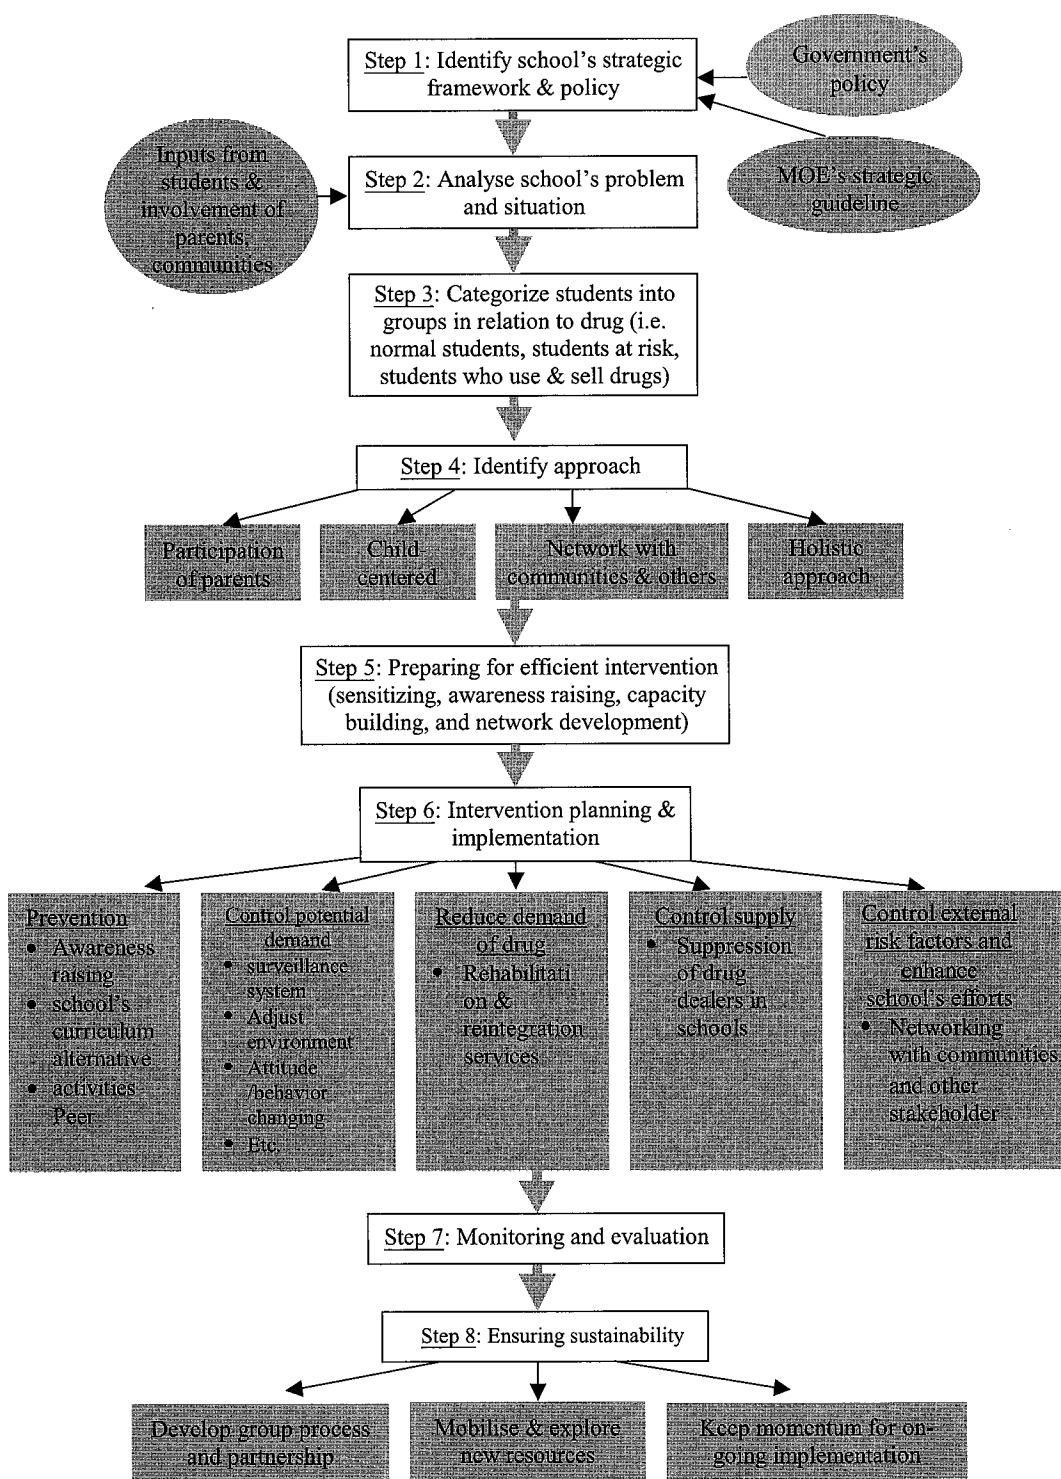 Step 1: Identify school's strategic
framework & policy
Government's
policy
MOE's strategic
guideline
Inputs from
students &
involvement of
parents,
communities
Step 2: Analyse school's problem
and situation
Step 3: Categorize students into
groups in relation to drug (i.e.
normal students, students at risk,
students who use & sell drugs)
Step 4: Identify approach
Participation
of parents
Child-
centered
Network with
communities & others
Holistic
approach
Step 5: Preparing for efficient intervention
(sensitizing, awareness raising, capacity
building, and network development)
Step 6: Intervention planning &
implementation
Prevention
• Awareness
raising
• school's
curriculum
alternative
• activities
Peer
Control potential
demand
• surveillance
system
• Adjust
environment
• Attitude
/behavior
changing
• Etc.
Reduce demand
of drug
• Rehabilitati
on &
reintegration
services
Control supply
• Suppression
of drug
dealers in
schools
Control external
risk factors and
enhance
school's efforts
• Networking
with communities
and other
stakeholder
Step 7: Monitoring and evaluation
Step 8: Ensuring sustainability
Develop group process
and partnership
Mobilise & explore
new resources
Keep momentum for on-
going implementation